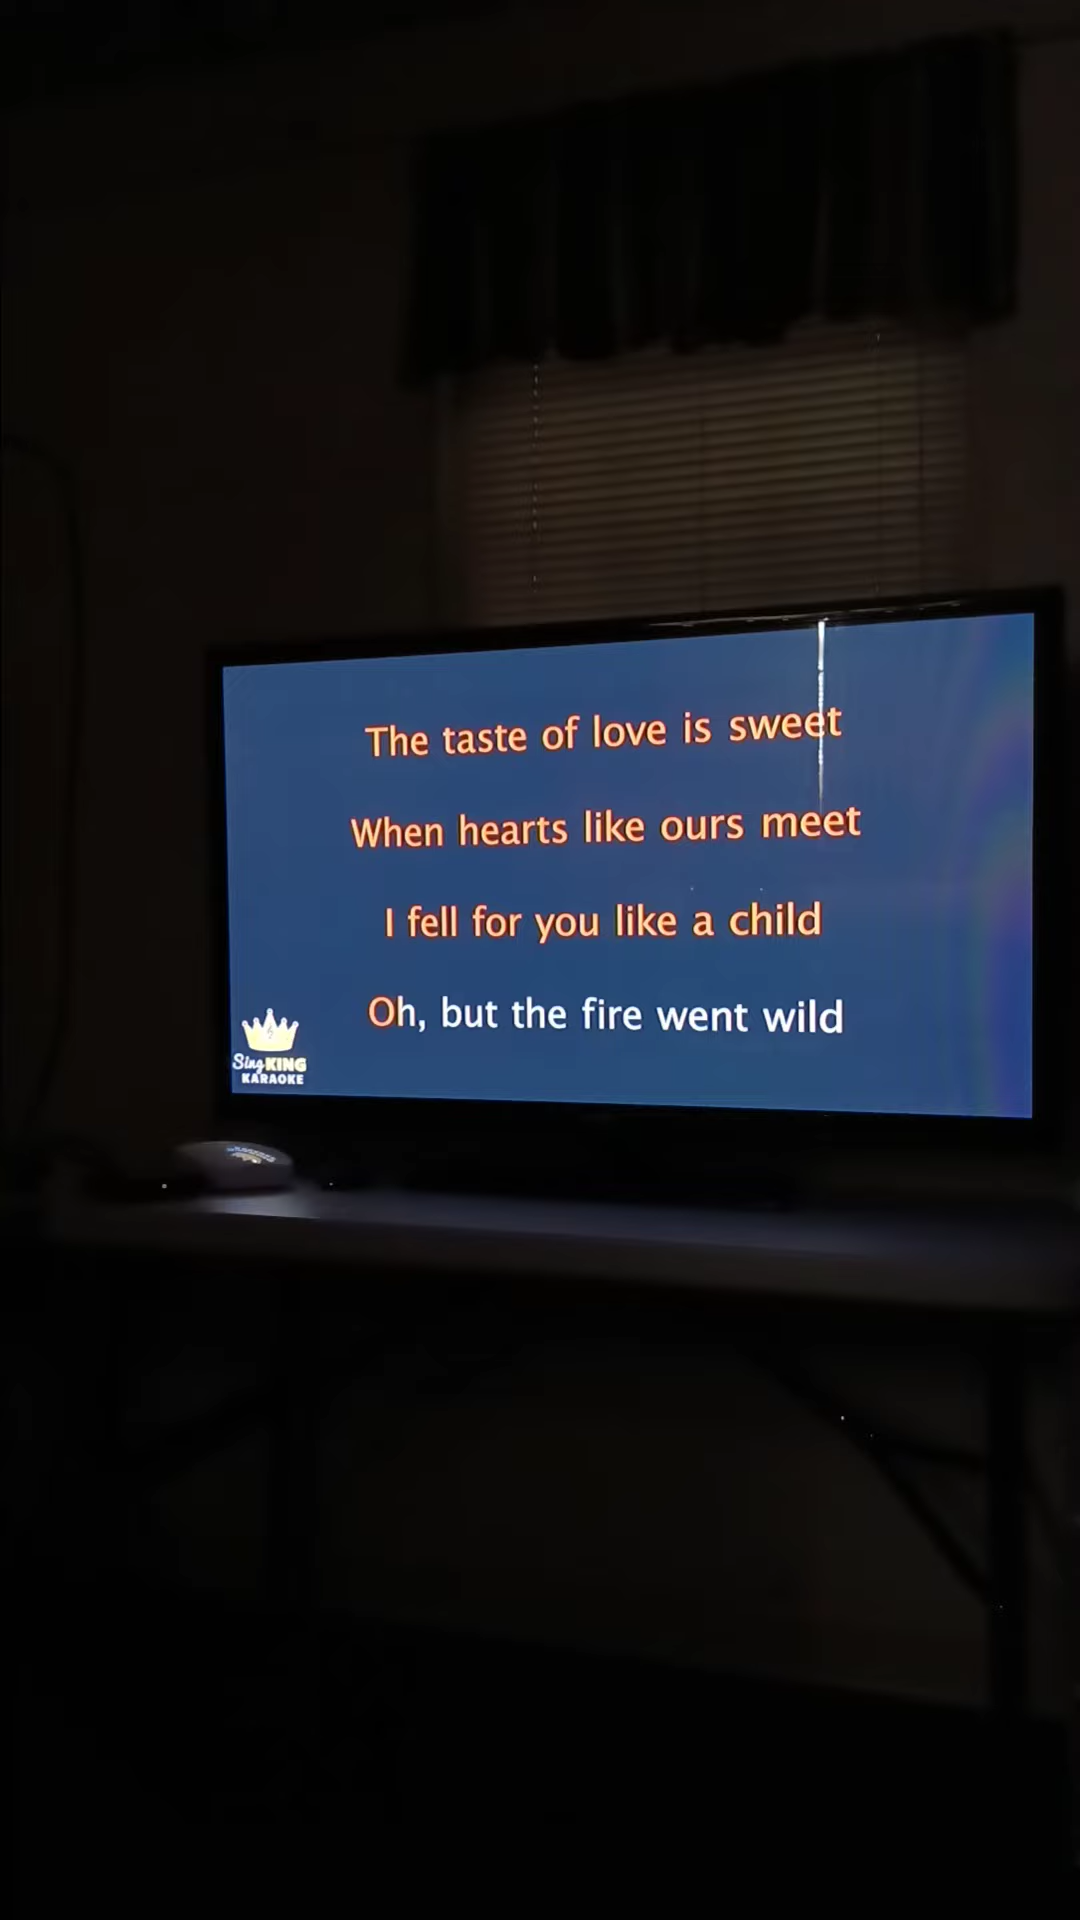 The taste of love is sweet
When hearts like ours meet
I fell for you like a child
Oh, but the fire went wild
Sing KING
KARAOKE